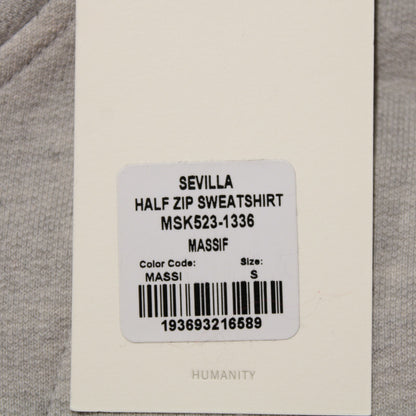 SEVILLA
HALF ZIP SWEATSHIRT
MSK523-1336
MASSIF
Color Code: Size:
MASSI S
193693216589
HUMANITY